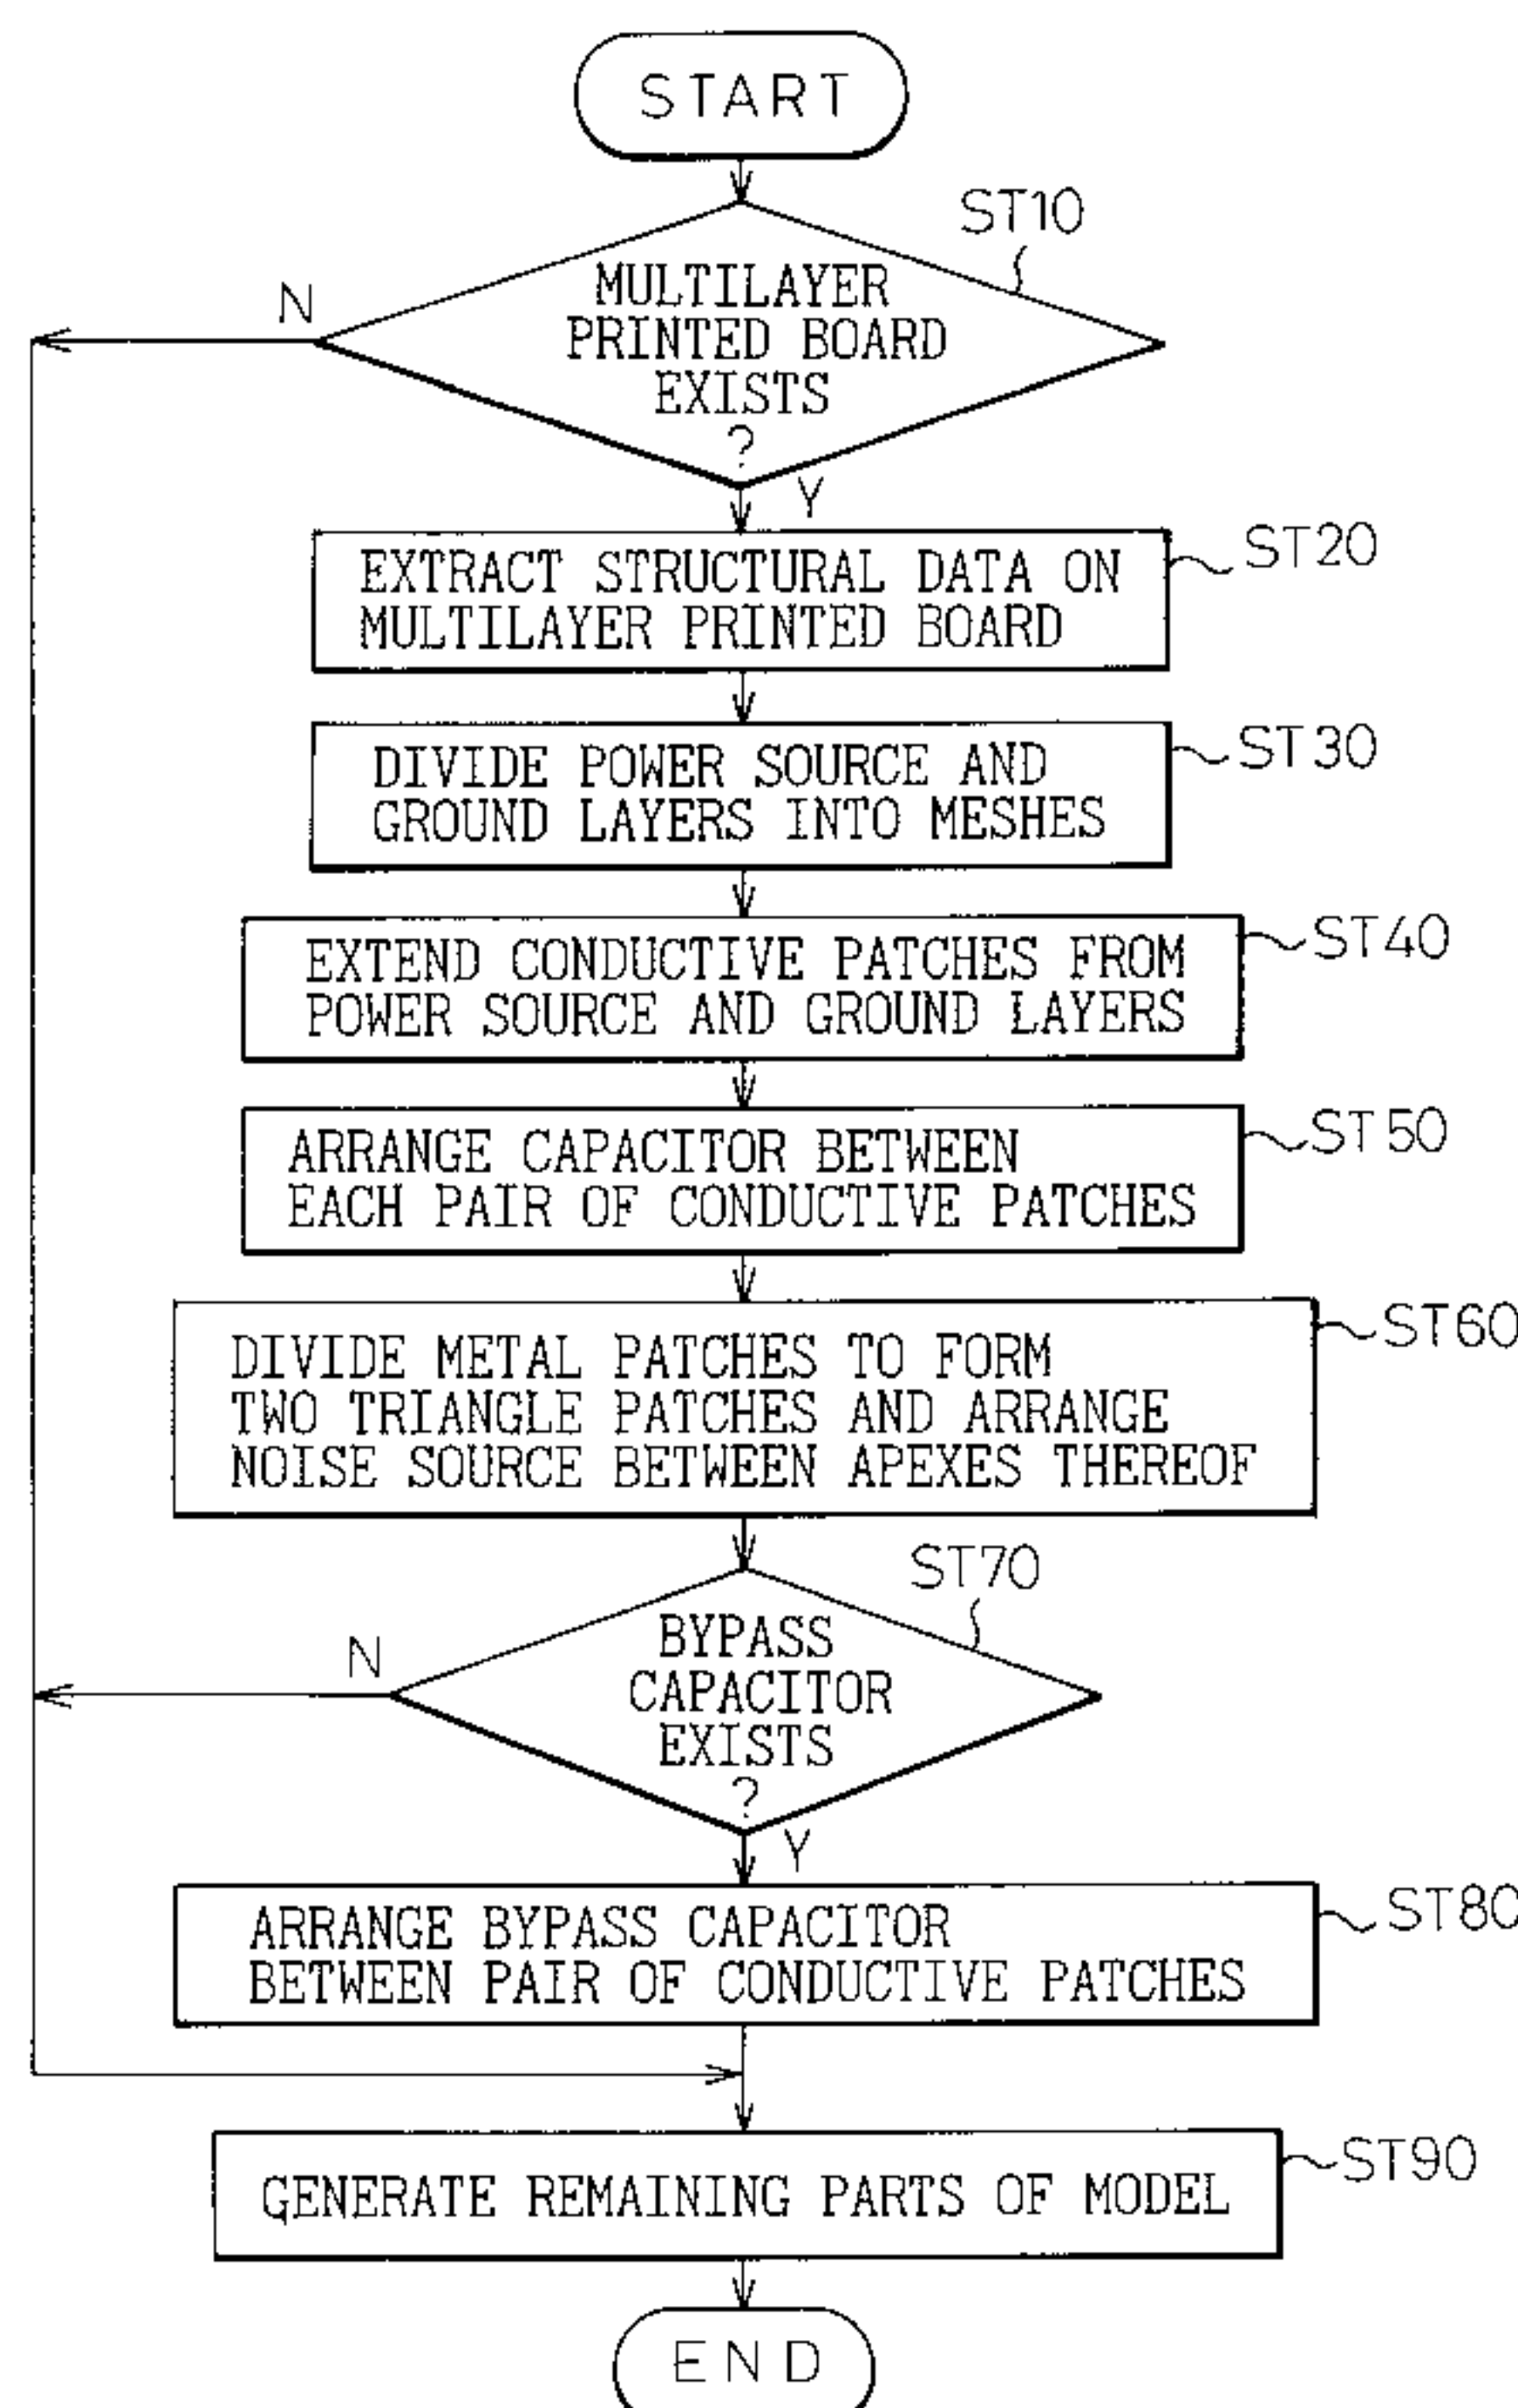 START
ST10
N
MULTILAYER
PRINTED BOARD
EXISTS
?
Y
EXTRACT STRUCTURAL DATA ON
MULTILAYER PRINTED BOARD
ST20
DIVIDE POWER SOURCE AND
GROUND LAYERS INTO MESHES
ST30
EXTEND CONDUCTIVE PATCHES FROM
POWER SOURCE AND GROUND LAYERS
ST40
ARRANGE CAPACITOR BETWEEN
EACH PAIR OF CONDUCTIVE PATCHES
ST50
DIVIDE METAL PATCHES TO FORM
TWO TRIANGLE PATCHES AND ARRANGE
NOISE SOURCE BETWEEN APEXES THEREOF
ST60
ST70
N
BYPASS
CAPACITOR
EXISTS
?
Y
ARRANGE BYPASS CAPACITOR
BETWEEN PAIR OF CONDUCTIVE PATCHES
ST80
GENERATE REMAINING PARTS OF MODEL
ST90
END